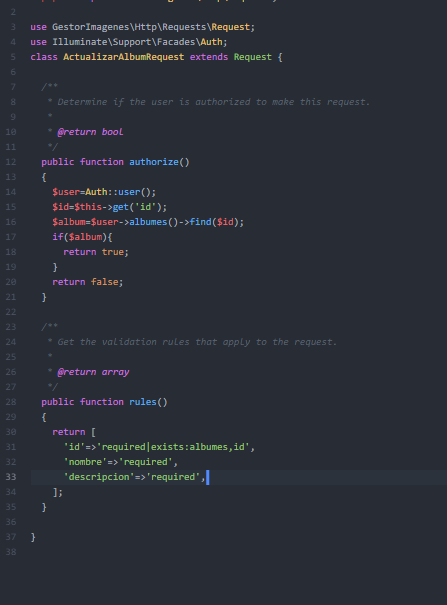 2
3 use GestorImagenes\Http\Requests\Request;
4 use Illuminate\Support\Facades\Auth;
5 class ActualizarAlbumRequest extends Request {
6
7 /**
8 * Determine if the user is authorized to make this request.
9 *
10 * @return bool
11 */
12 public function authorize()
13 {
14 $user=Auth::user();
15 $id=$this->get('id');
16 $album=$user->albumes()->find($id);
17 if($album){
18 return true;
19 }
20 return false;
21 }
22
23 /**
24 * Get the validation rules that apply to the request.
25 *
26 * @return array
27 */
28 public function rules()
29 {
30 return [
31 'id'=>'required|exists:albumes,id',
32 'nombre'=>'required',
33 'descripcion'=>'required',
34 ];
35 }
36
37 }
38